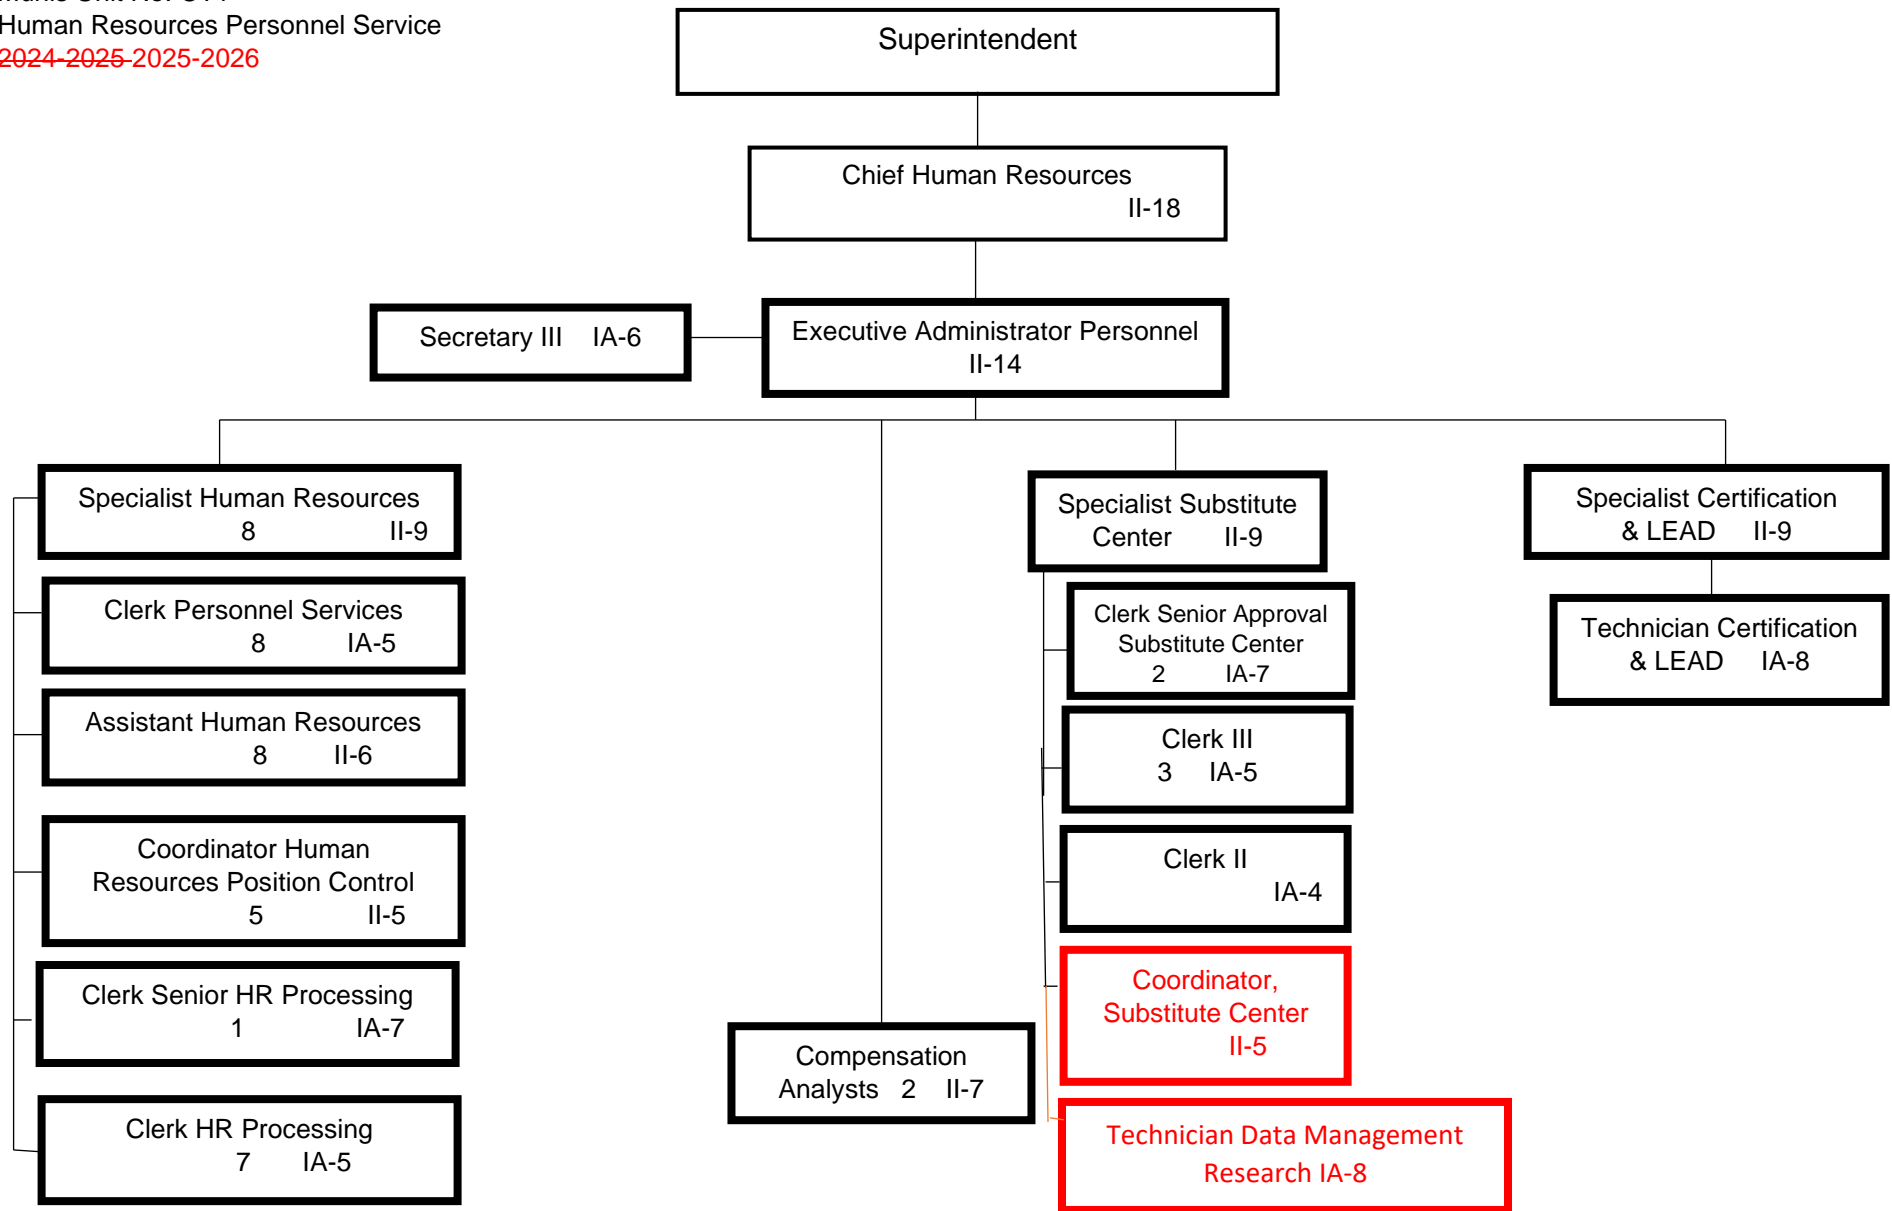 Human Resources Personnel Service
2024-2025 2025-2026
Superintendent
Chief Human Resources
II-18
Secretary III IA-6
Executive Administrator Personnel
II-14
Specialist Human Resources
8 II-9
Clerk Personnel Services
8 IA-5
Assistant Human Resources
8 II-6
Coordinator Human
Resources Position Control
5 II-5
Clerk Senior HR Processing
1 IA-7
Clerk HR Processing
7 IA-5
Compensation
Analysts 2 II-7
Specialist Substitute
Center II-9
Clerk Senior Approval
Substitute Center
2 IA-7
Clerk III
3 IA-5
Clerk II
IA-4
Coordinator,
Substitute Center
II-5
Technician Data Management
Research IA-8
Specialist Certification
& LEAD II-9
Technician Certification
& LEAD IA-8